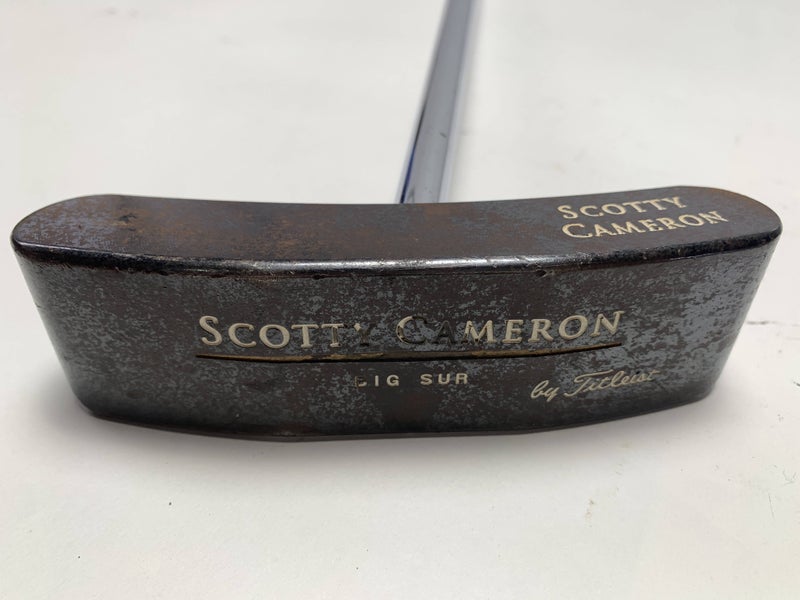 SCOTTY
CAMERON
SCOTTY CAMERON
BIG SUR
by Titleist